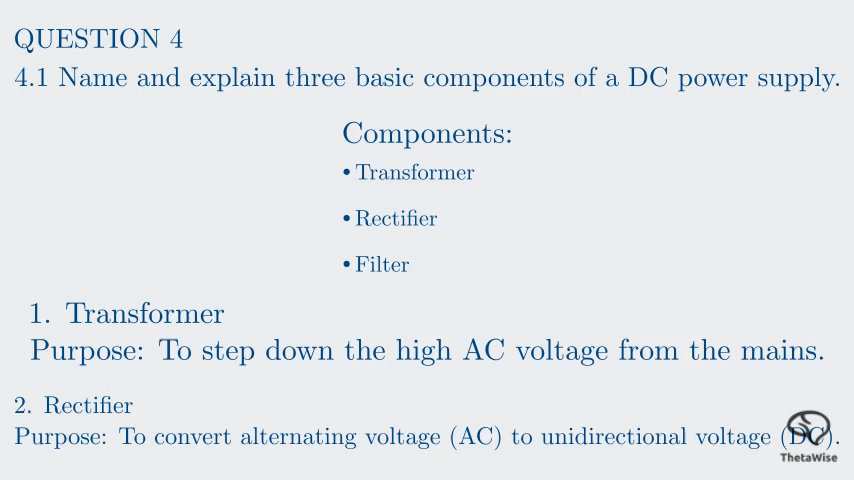 QUESTION 4
4.1 Name and explain three basic components of a DC power supply.
Components:
• Transformer
• Rectifier
• Filter
1. Transformer
Purpose: To step down the high AC voltage from the mains.
2. Rectifier
Purpose: To convert alternating voltage (AC) to unidirectional voltage (DC).
ThetaWise